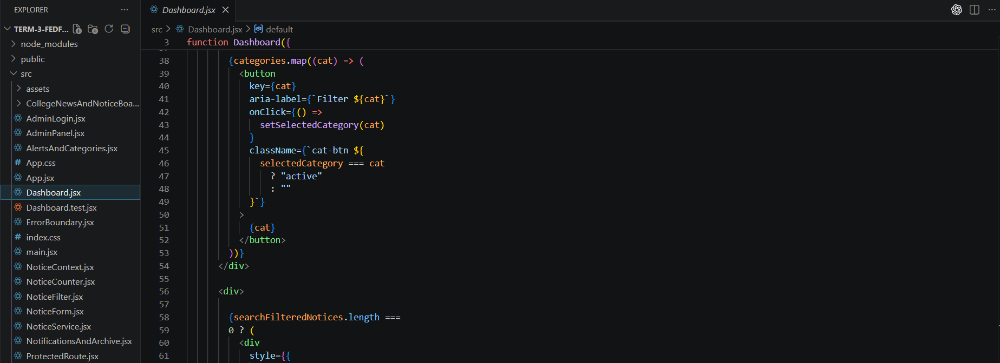 EXPLORER
TERM-3-FEDF...
node_modules
public
src
assets
CollegeNewsAndNoticeBoa...
AdminLogin.jsx
AdminPanel.jsx
AlertsAndCategories.jsx
# App.css
App.jsx
Dashboard.jsx
Dashboard.test.jsx
ErrorBoundary.jsx
# index.css
main.jsx
NoticeContext.jsx
NoticeCounter.jsx
NoticeFilter.jsx
NoticeForm.jsx
NoticeService.jsx
NotificationsAndArchive.jsx
ProtectedRoute.jsx
Dashboard.jsx
src > Dashboard.jsx > default
3 function Dashboard({
38 {categories.map((cat) => (
39 <button
40 key={cat}
41 aria-label={`Filter ${cat}`}
42 onClick={() =>
43 setSelectedCategory(cat)
44 }
45 className={`cat-btn ${
46 selectedCategory === cat
47 ? "active"
48 : ""
49 }`}
50 >
51 {cat}
52 </button>
53 ))}
54 </div>
55
56 <div>
57
58 {searchFilteredNotices.length ===
59 0 ? (
60 <div
61 style={{